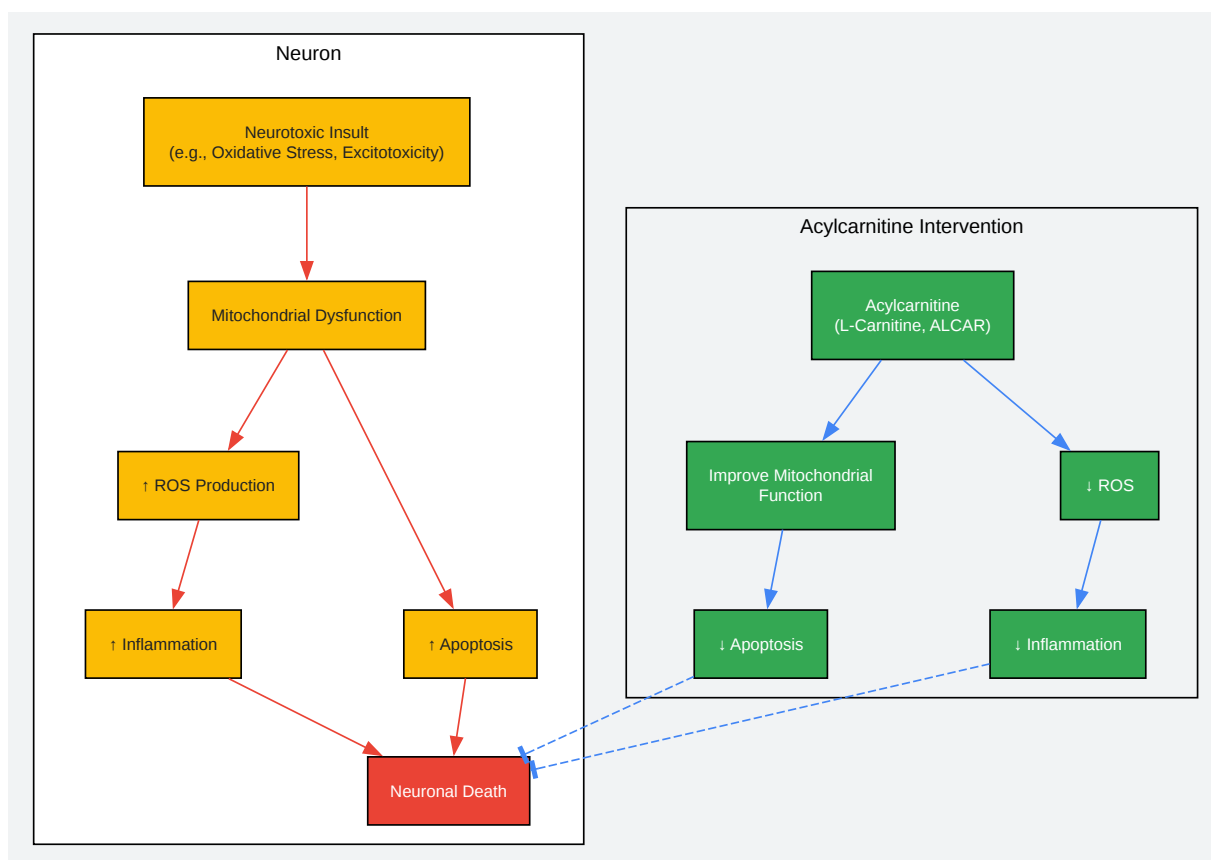 Neuron
Neurotoxic Insult
(e.g., Oxidative Stress, Excitotoxicity)
Mitochondrial Dysfunction
↑ ROS Production
↑ Inflammation
↑ Apoptosis
Neuronal Death
Acylcarnitine Intervention
Acylcarnitine
(L-Carnitine, ALCAR)
Improve Mitochondrial
Function
↓ ROS
↓ Apoptosis
↓ Inflammation